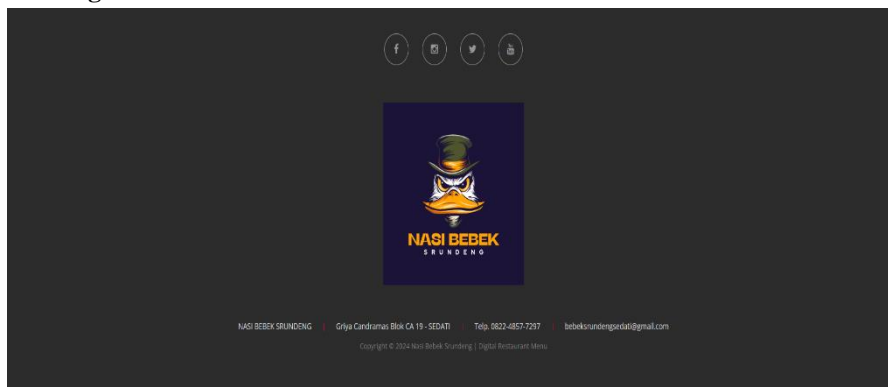 NASI BEBEK
SRUNDENG
NASI BEBEK SRUNDENG | Griya Candramas Blok CA 19 - SEDATI | Telp. 0822-4857-7297 | bebeksrundengsedati@gmail.com
Copyright © 2024 Nasi Bebek Srundeng | Digital Restaurant Menu